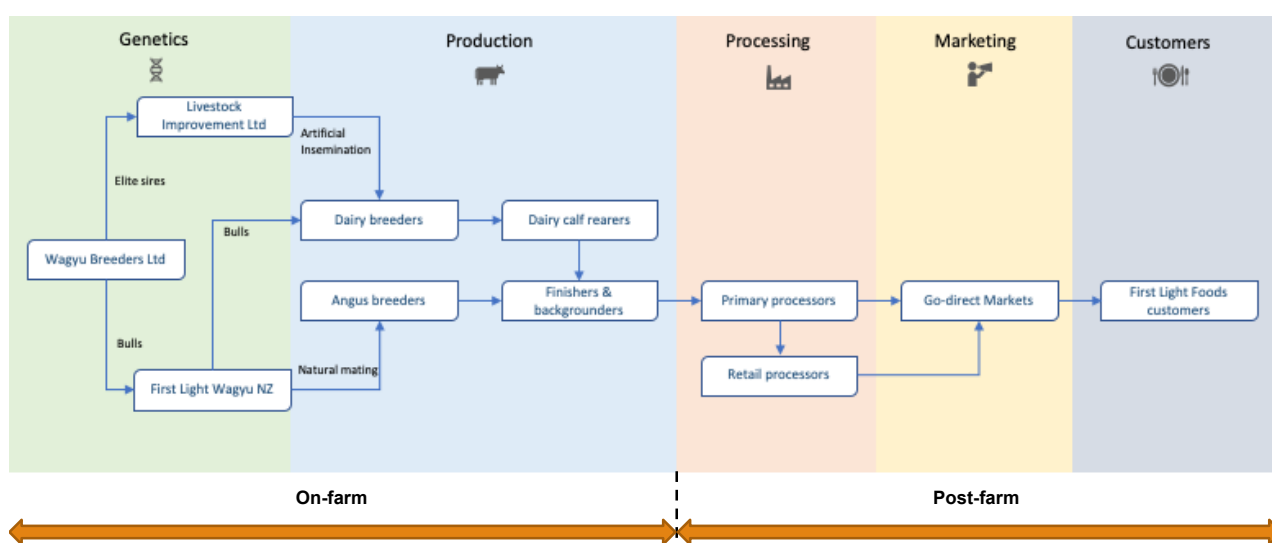 Genetics
Production
Processing
Marketing
Customers
Livestock
Improvement Ltd
Artificial
Insemination
Elite sires
Dairy breeders
Dairy calf rearers
Bulls
Wagyu Breeders Ltd
Angus breeders
Finishers &
backgrounders
Primary processors
Go-direct Markets
First Light Foods
customers
Bulls
Natural mating
First Light Wagyu NZ
Retail processors
On-farm
Post-farm